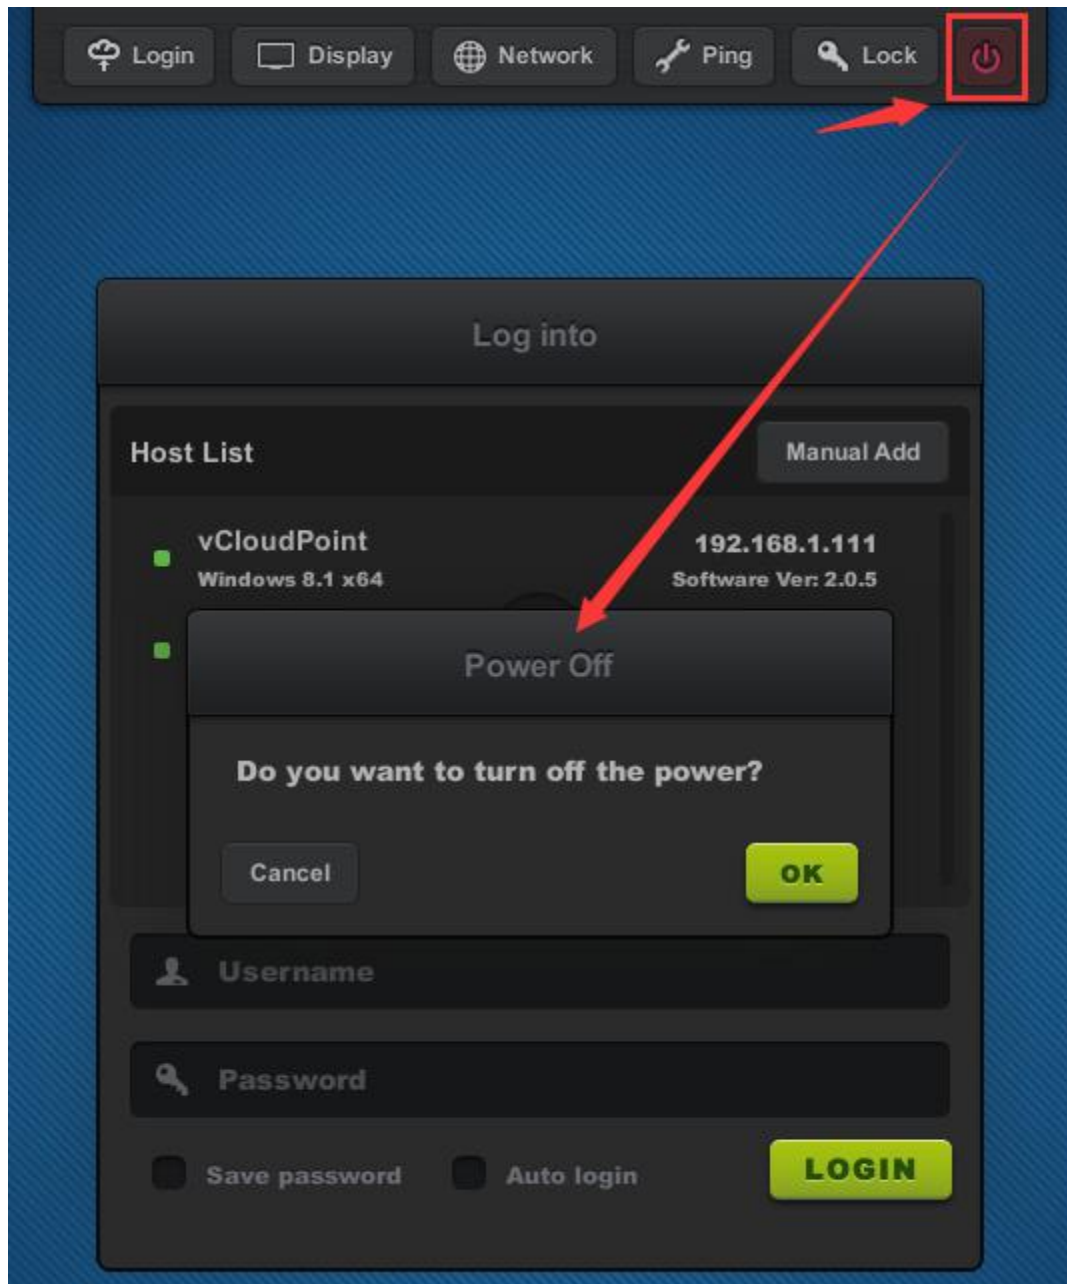 Login Display Network Ping Lock
Log into
Host List Manual Add
vCloudPoint 192.168.1.111
Windows 8.1 x64 Software Ver: 2.0.5
Power Off
Do you want to turn off the power?
Cancel OK
Username
Password
Save password Auto login LOGIN